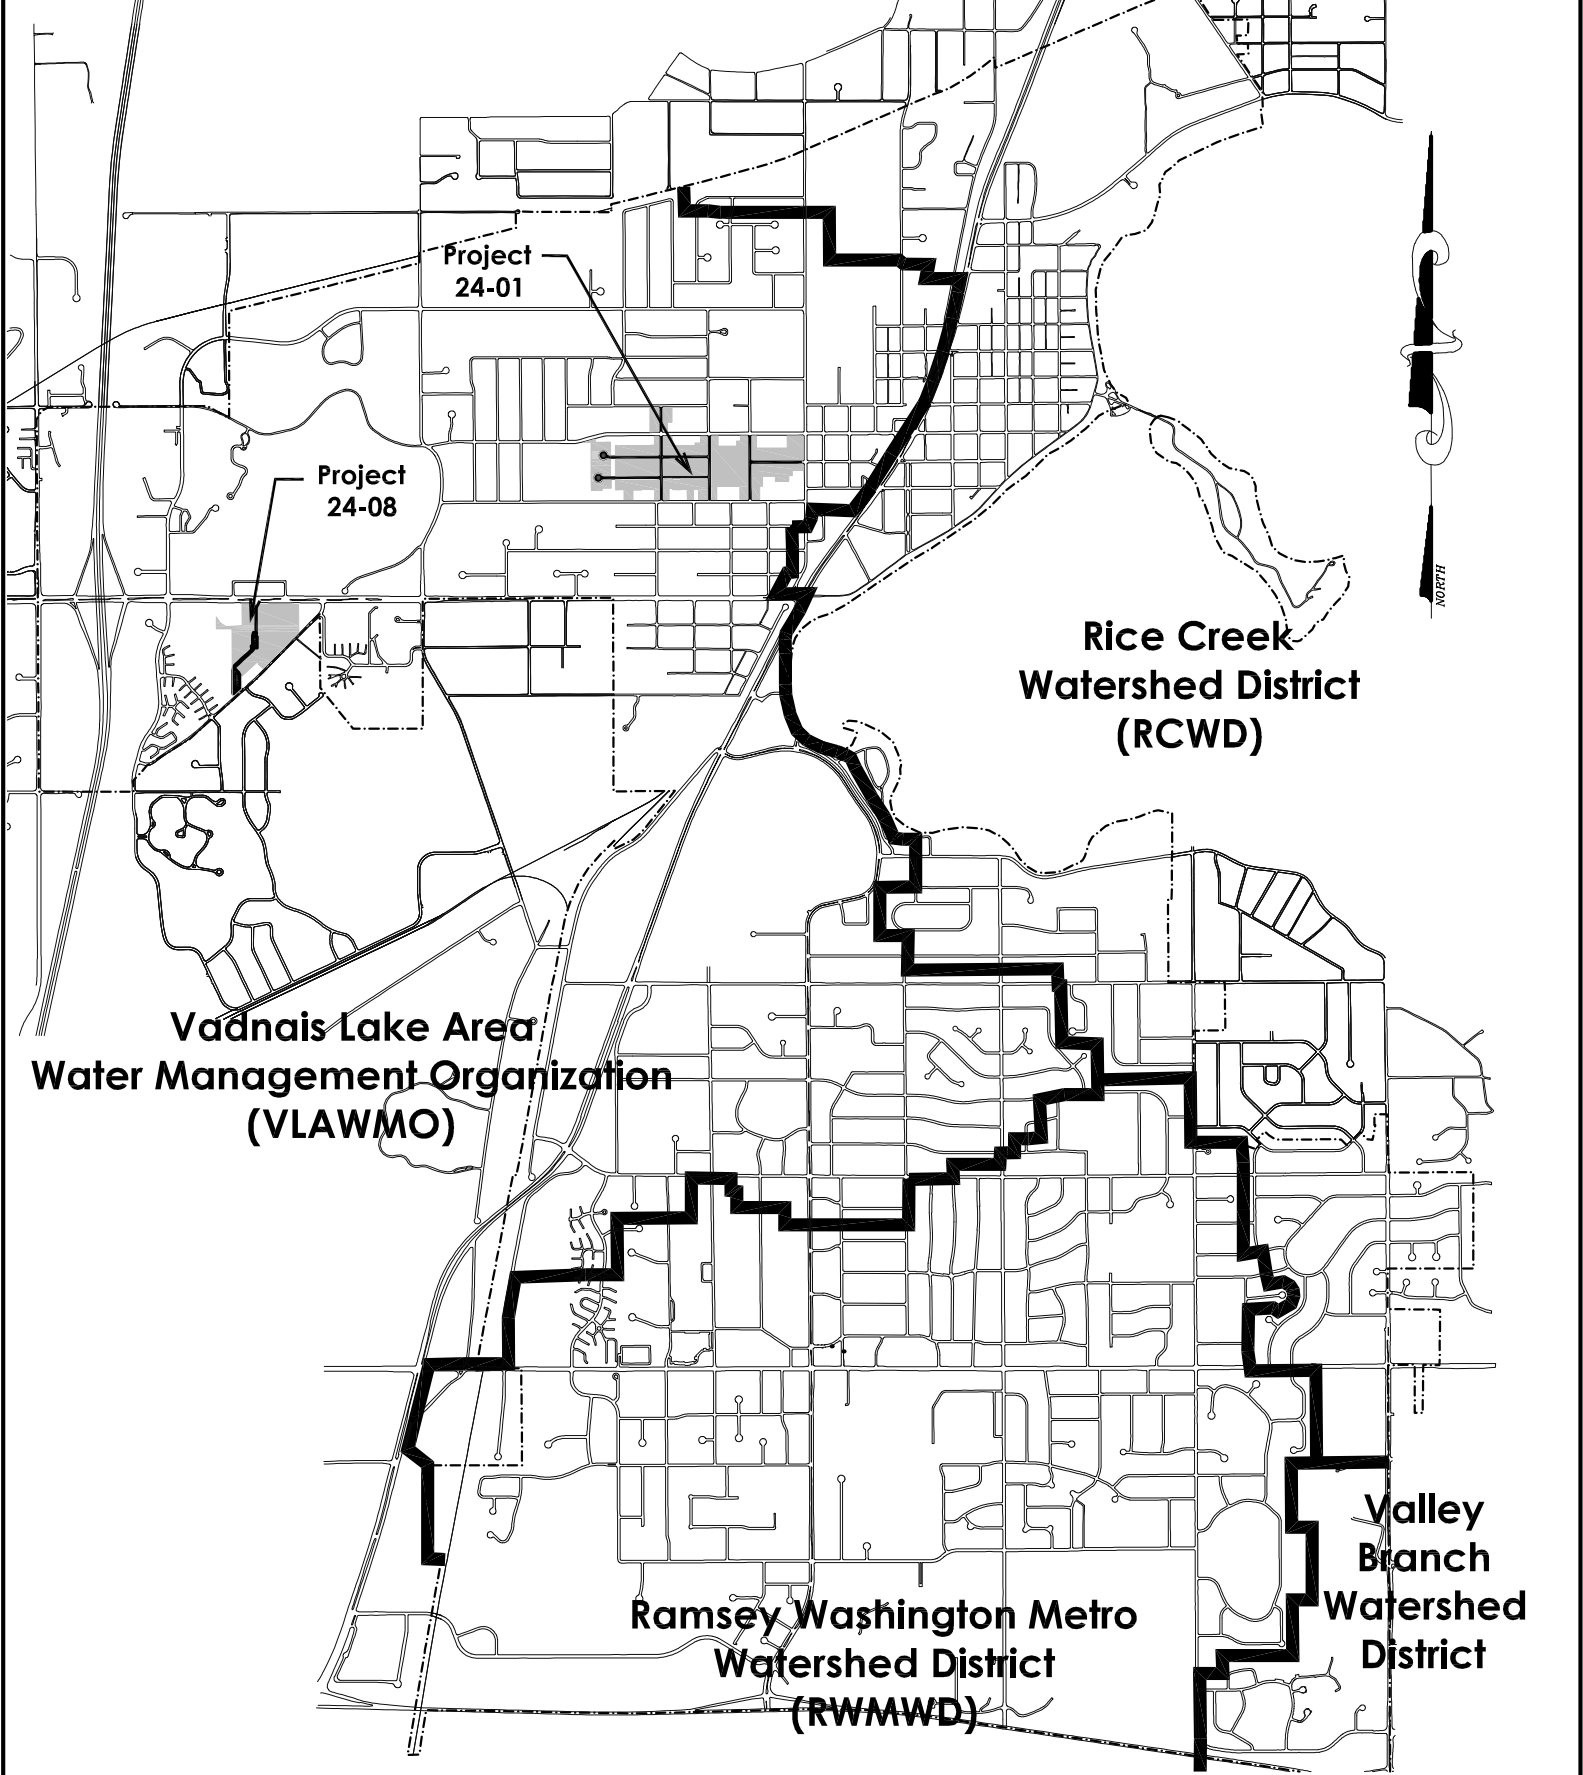 Project
24-01
Project
24-08
NORTH
Rice Creek
Watershed District
(RCWD)
Vadnais Lake Area
Water Management Organization
(VLAWMO)
Valley
Branch
Watershed
District
Ramsey Washington Metro
Watershed District
(RWMWD)